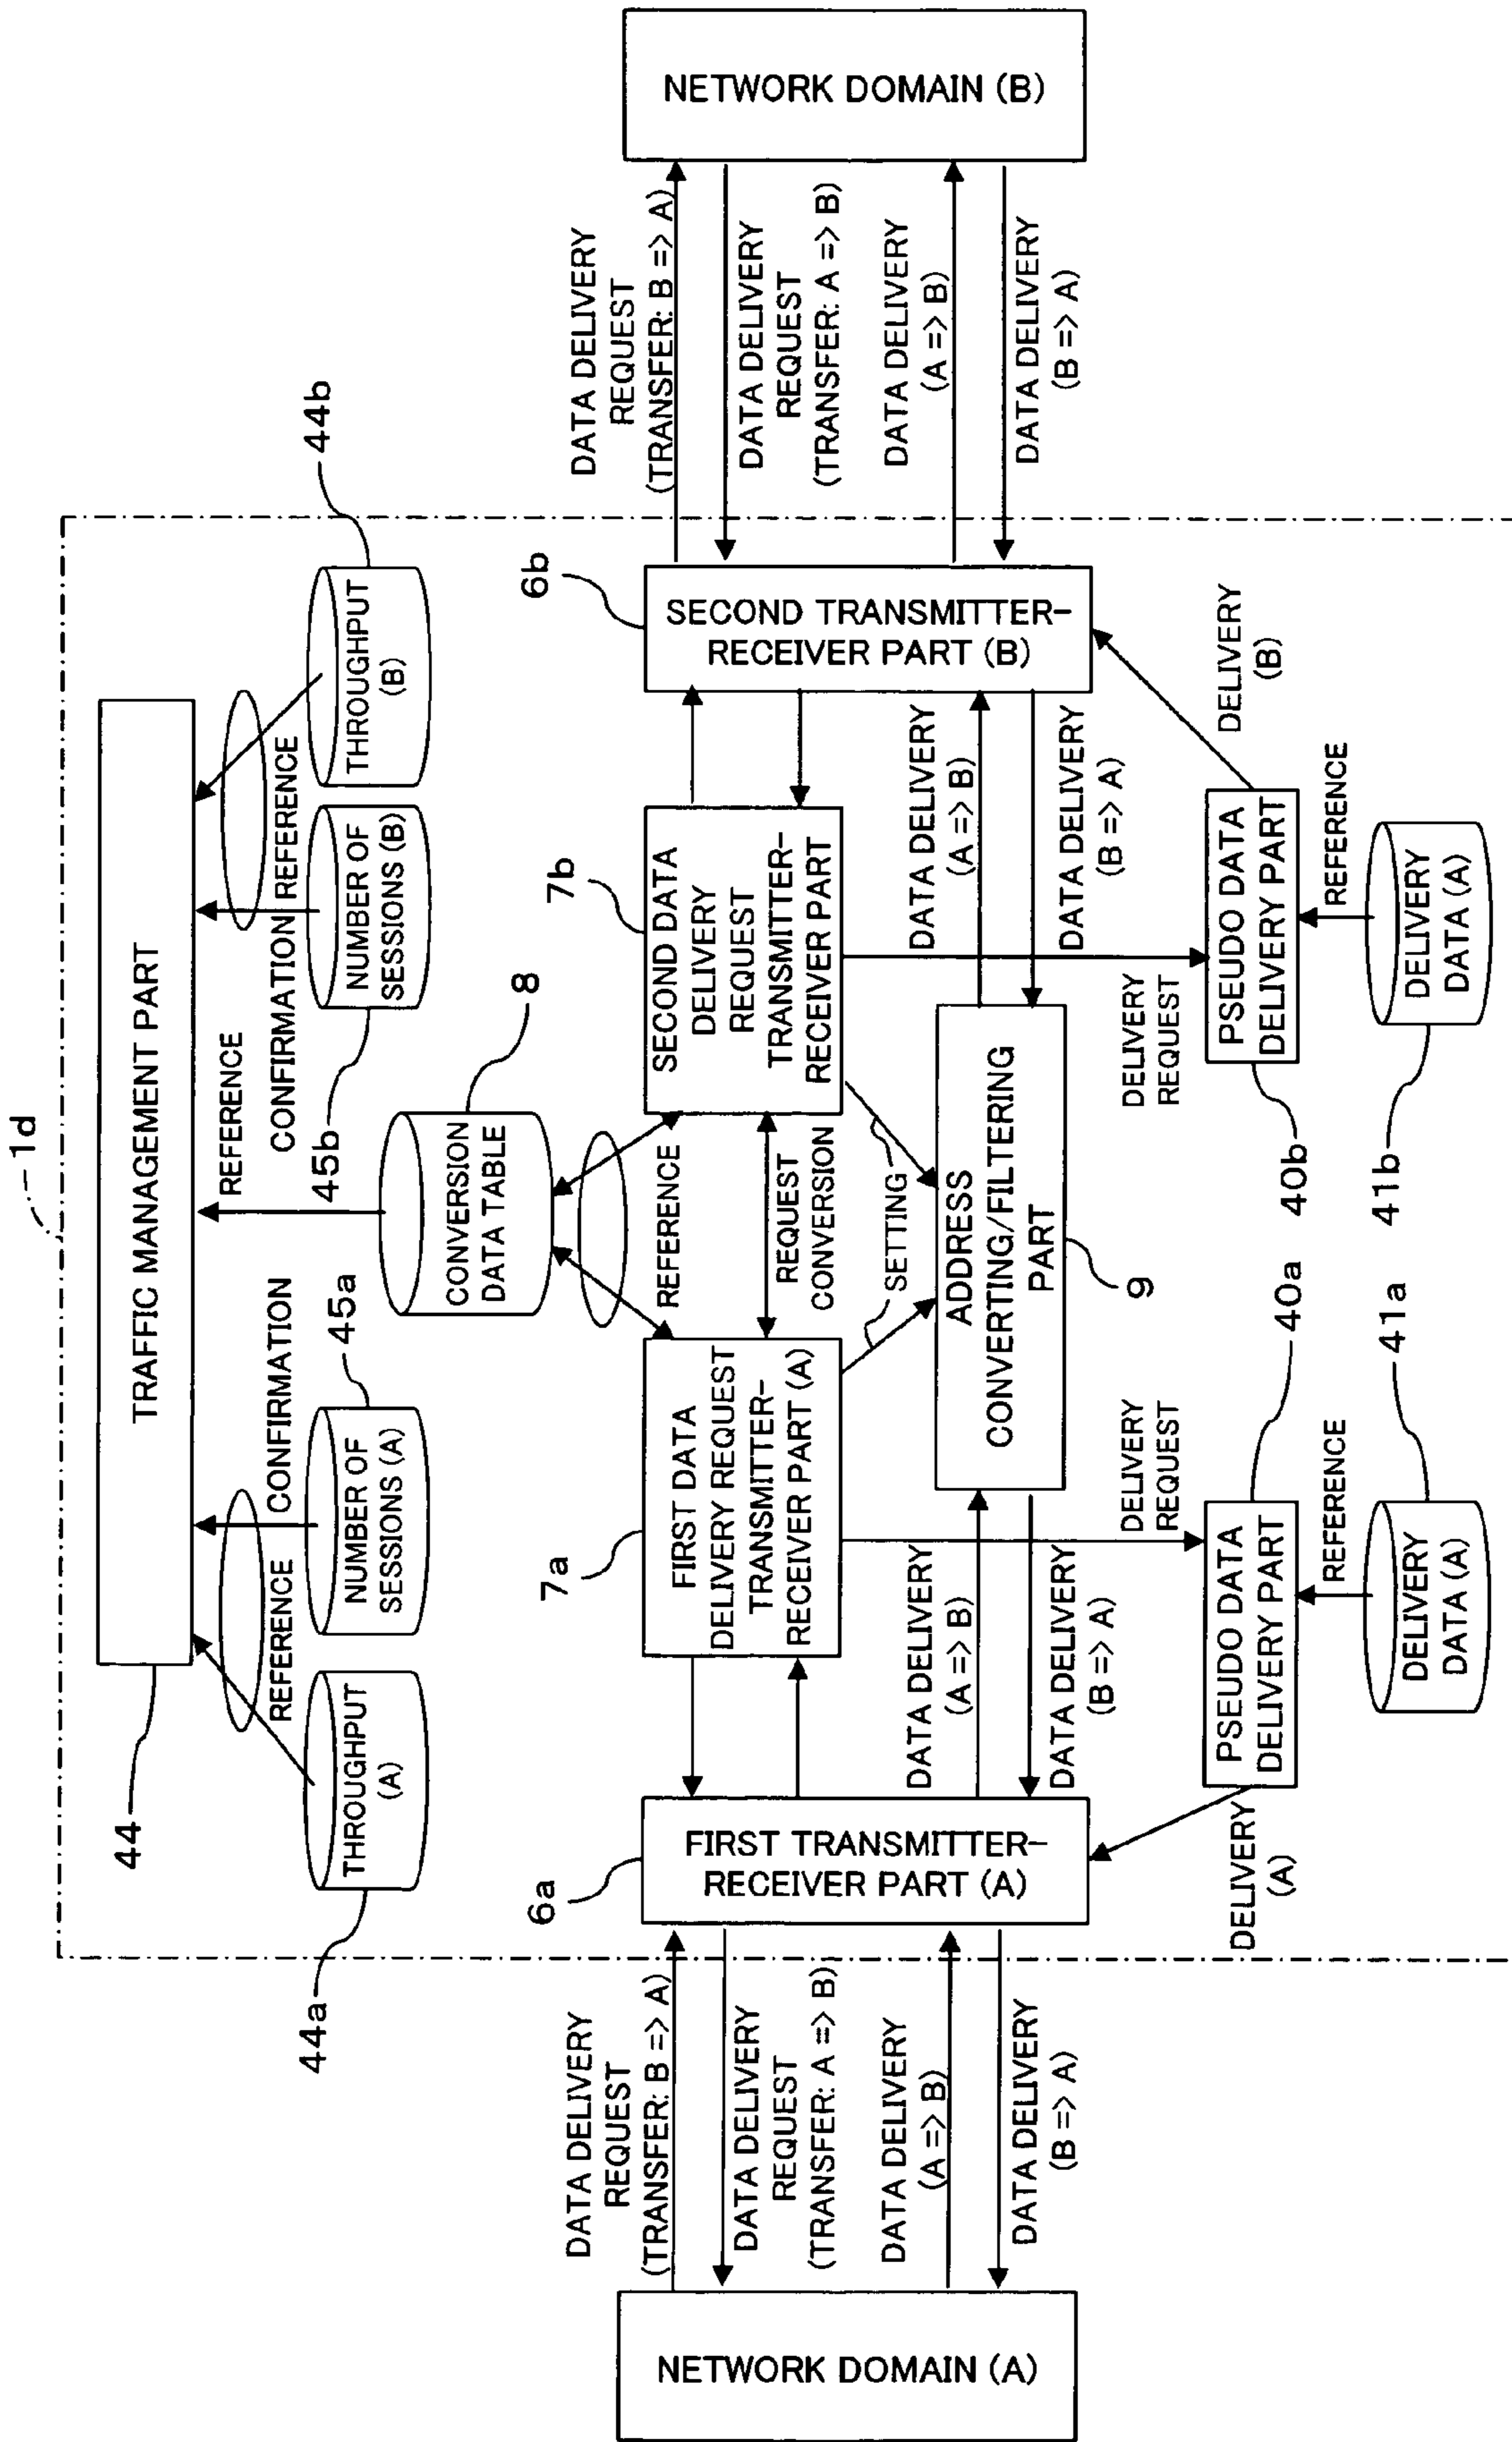 1d
TRAFFIC MANAGEMENT PART
44
44a
THROUGHPUT
(A)
REFERENCE
NUMBER OF
SESSIONS (A)
45a
CONFIRMATION
REFERENCE
CONVERSION
DATA TABLE
8
45b
CONFIRMATION
NUMBER OF
SESSIONS (B)
REFERENCE
THROUGHPUT
(B)
44b
NETWORK DOMAIN (A)
DATA DELIVERY
REQUEST
(TRANSFER: B => A)
DATA DELIVERY
REQUEST
(TRANSFER: A => B)
DATA DELIVERY
(A => B)
DATA DELIVERY
(B => A)
6a
FIRST TRANSMITTER-
RECEIVER PART (A)
7a
FIRST DATA
DELIVERY REQUEST
TRANSMITTER-
RECEIVER PART (A)
REFERENCE
REQUEST
CONVERSION
SETTING
7b
SECOND DATA
DELIVERY
REQUEST
TRANSMITTER-
RECEIVER PART
6b
SECOND TRANSMITTER-
RECEIVER PART (B)
DATA DELIVERY
REQUEST
(TRANSFER: B => A)
DATA DELIVERY
REQUEST
(TRANSFER: A => B)
DATA DELIVERY
(A => B)
DATA DELIVERY
(B => A)
NETWORK DOMAIN (B)
DATA DELIVERY
(A => B)
DATA DELIVERY
(B => A)
ADDRESS
CONVERTING/FILTERING
PART
9
DATA DELIVERY
(A => B)
DATA DELIVERY
(B => A)
DELIVERY
(A)
DELIVERY
REQUEST
PSEUDO DATA
DELIVERY PART
40a
REFERENCE
DELIVERY
DATA (A)
41a
DELIVERY
REQUEST
DELIVERY
(B)
PSEUDO DATA
DELIVERY PART
40b
REFERENCE
DELIVERY
DATA (A)
41b